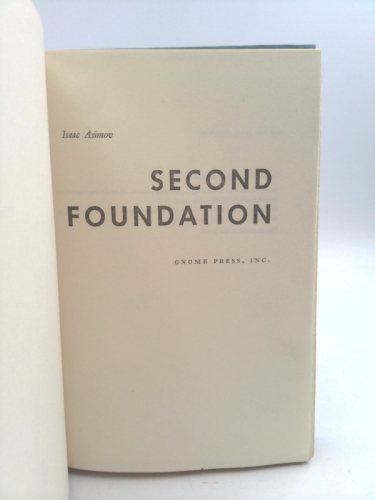 Isaac Asimov
SECOND
FOUNDATION
GNOME PRESS, INC.